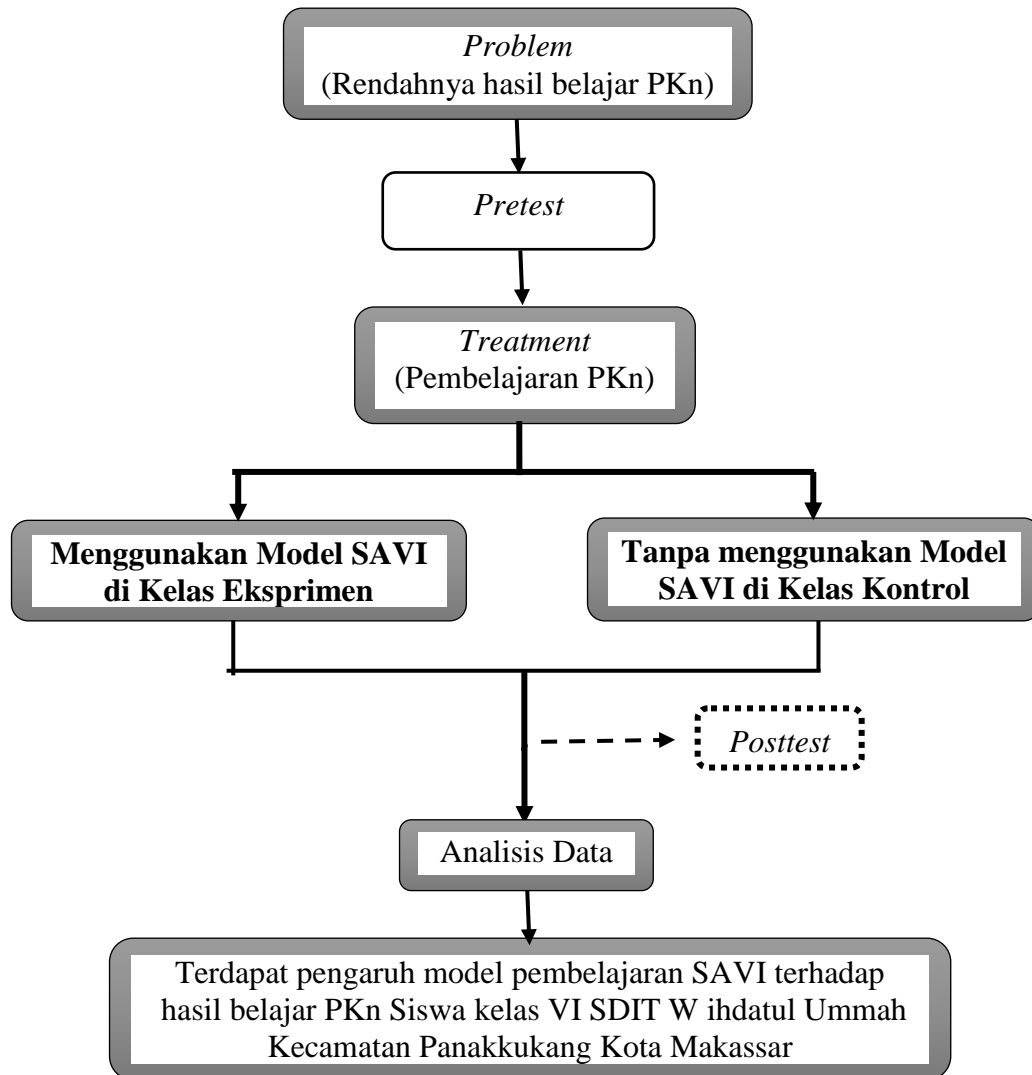 Problem
(Rendahnya hasil belajar PKn)
Pretest
Treatment
(Pembelajaran PKn)
Menggunakan Model SAVI
di Kelas Eksprimen
Tanpa menggunakan Model
SAVI di Kelas Kontrol
Posttest
Analisis Data
Terdapat pengaruh model pembelajaran SAVI terhadap
hasil belajar PKn Siswa kelas VI SDIT W ihdatul Ummah
Kecamatan Panakkukang Kota Makassar